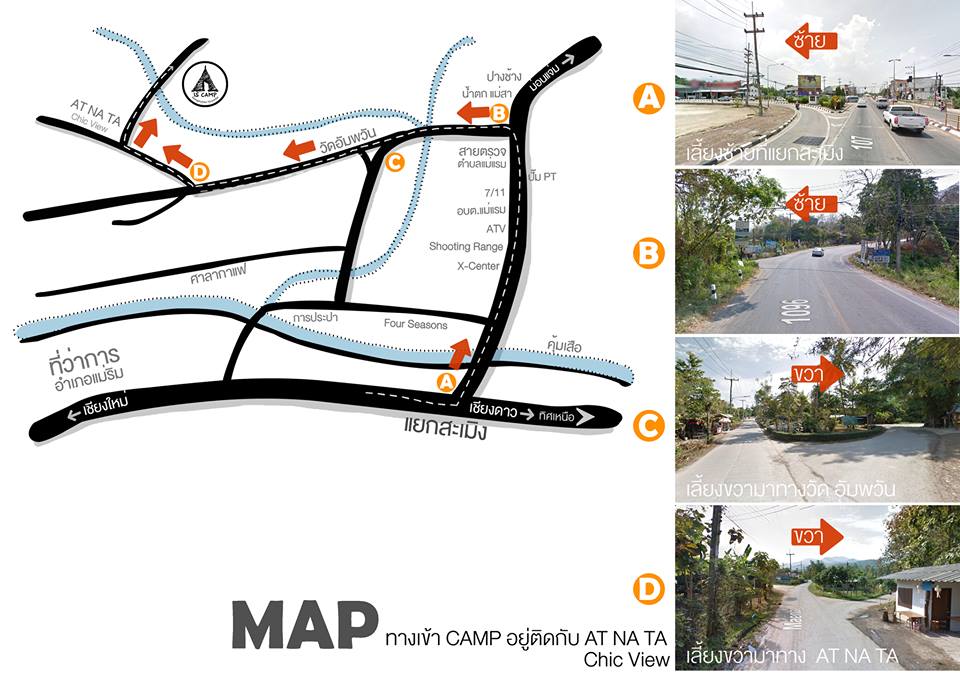 AT NA TA
Chic View
15 CAMP
วัดอัมพวัน
ปางช้าง
น้ำตก แม่สา
ม่อนแจ่ม
B
D
C
สายตรวจ
ตำบลแม่แรม
ปั๊ม PT
7/11
อบต.แม่แรม
ATV
Shooting Range
X-Center
ศาลากาแฟ
การประปา
Four Seasons
คุ้มเสือ
ที่ว่าการ
อำเภอแม่ริม
A
เชียงใหม่
เชียงดาว
ทิศเหนือ
แยกสะเมิง
MAP
ทางเข้า CAMP อยู่ติดกับ AT NA TA
Chic View
A
ซ้าย
107
เลี้ยงซ้ายที่แยกสะเมิง
B
ซ้าย
1096
C
ขวา
เลี้ยงขวามาทางวัด อัมพวัน
D
ขวา
เลี้ยงขวามาทาง AT NA TA